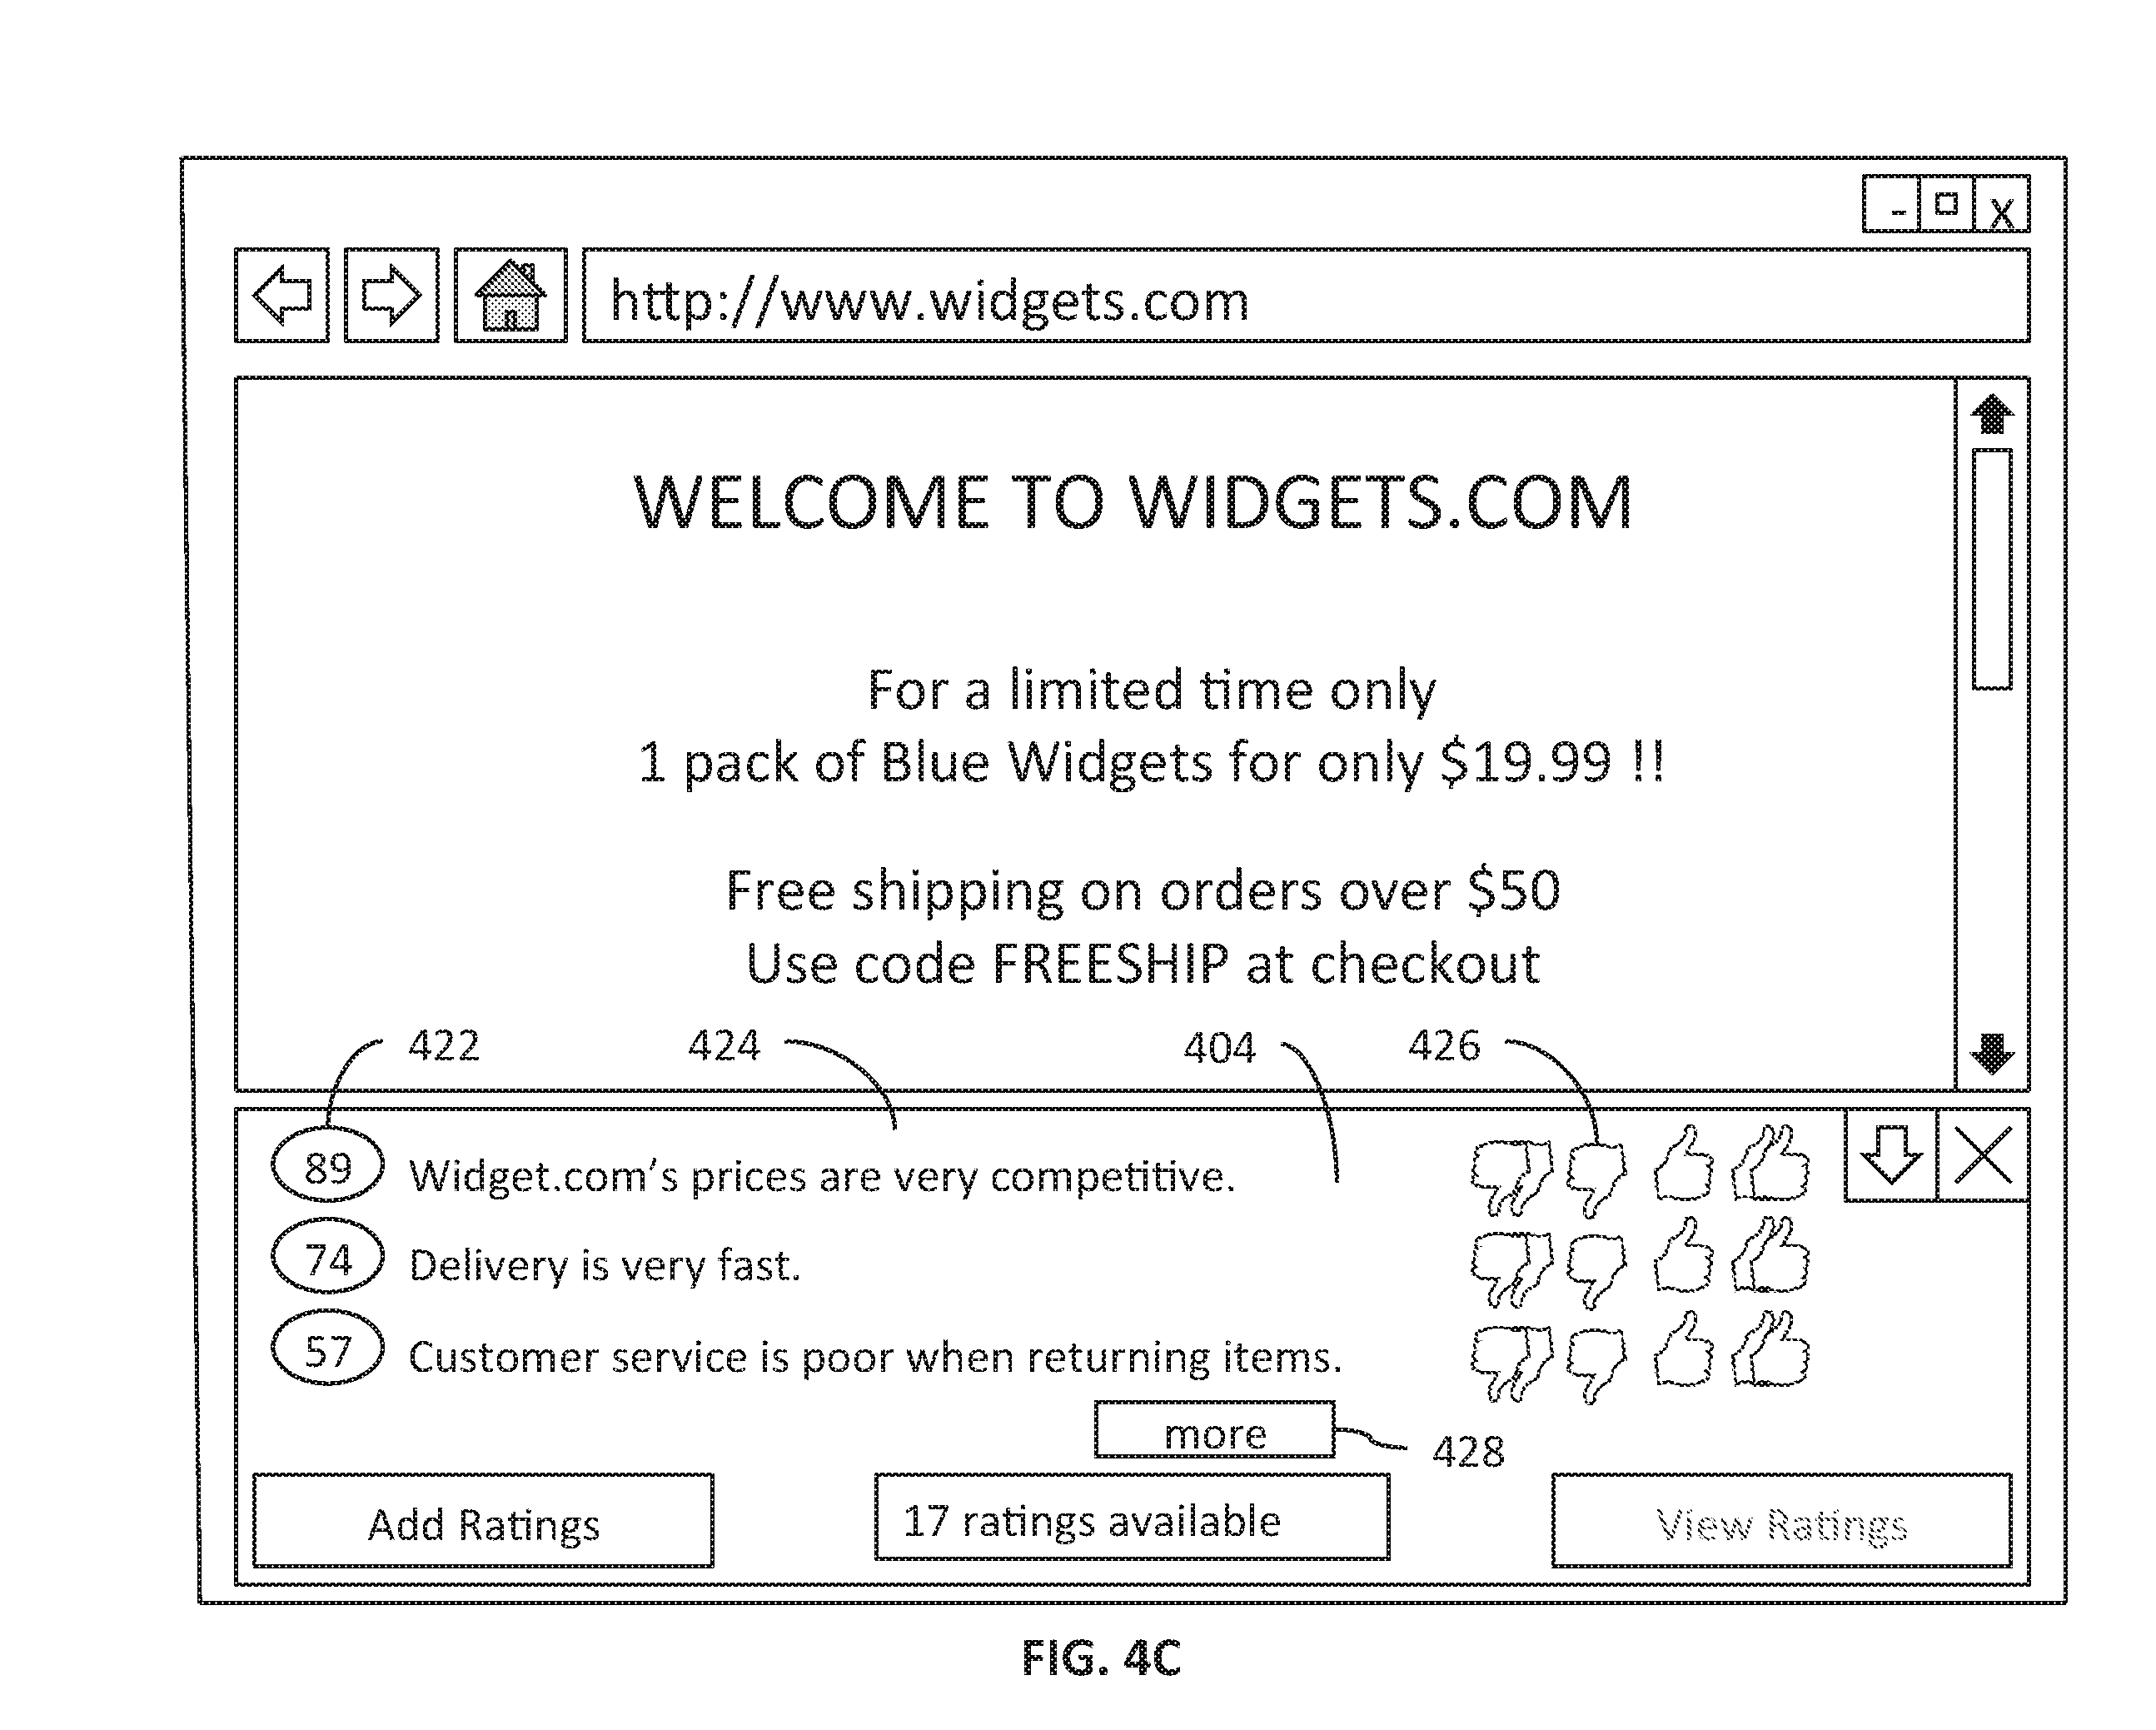 - X
http://www.widgets.com
WELCOME TO WIDGETS.COM
For a limited time only
1 pack of Blue Widgets for only $19.99 !!
Free shipping on orders over $50
Use code FREESHIP at checkout
422 424 404 426
89 Widget.com’s prices are very competitive.
74 Delivery is very fast.
57 Customer service is poor when returning items.
more 428
Add Ratings 17 ratings available View Ratings
FIG. 4C